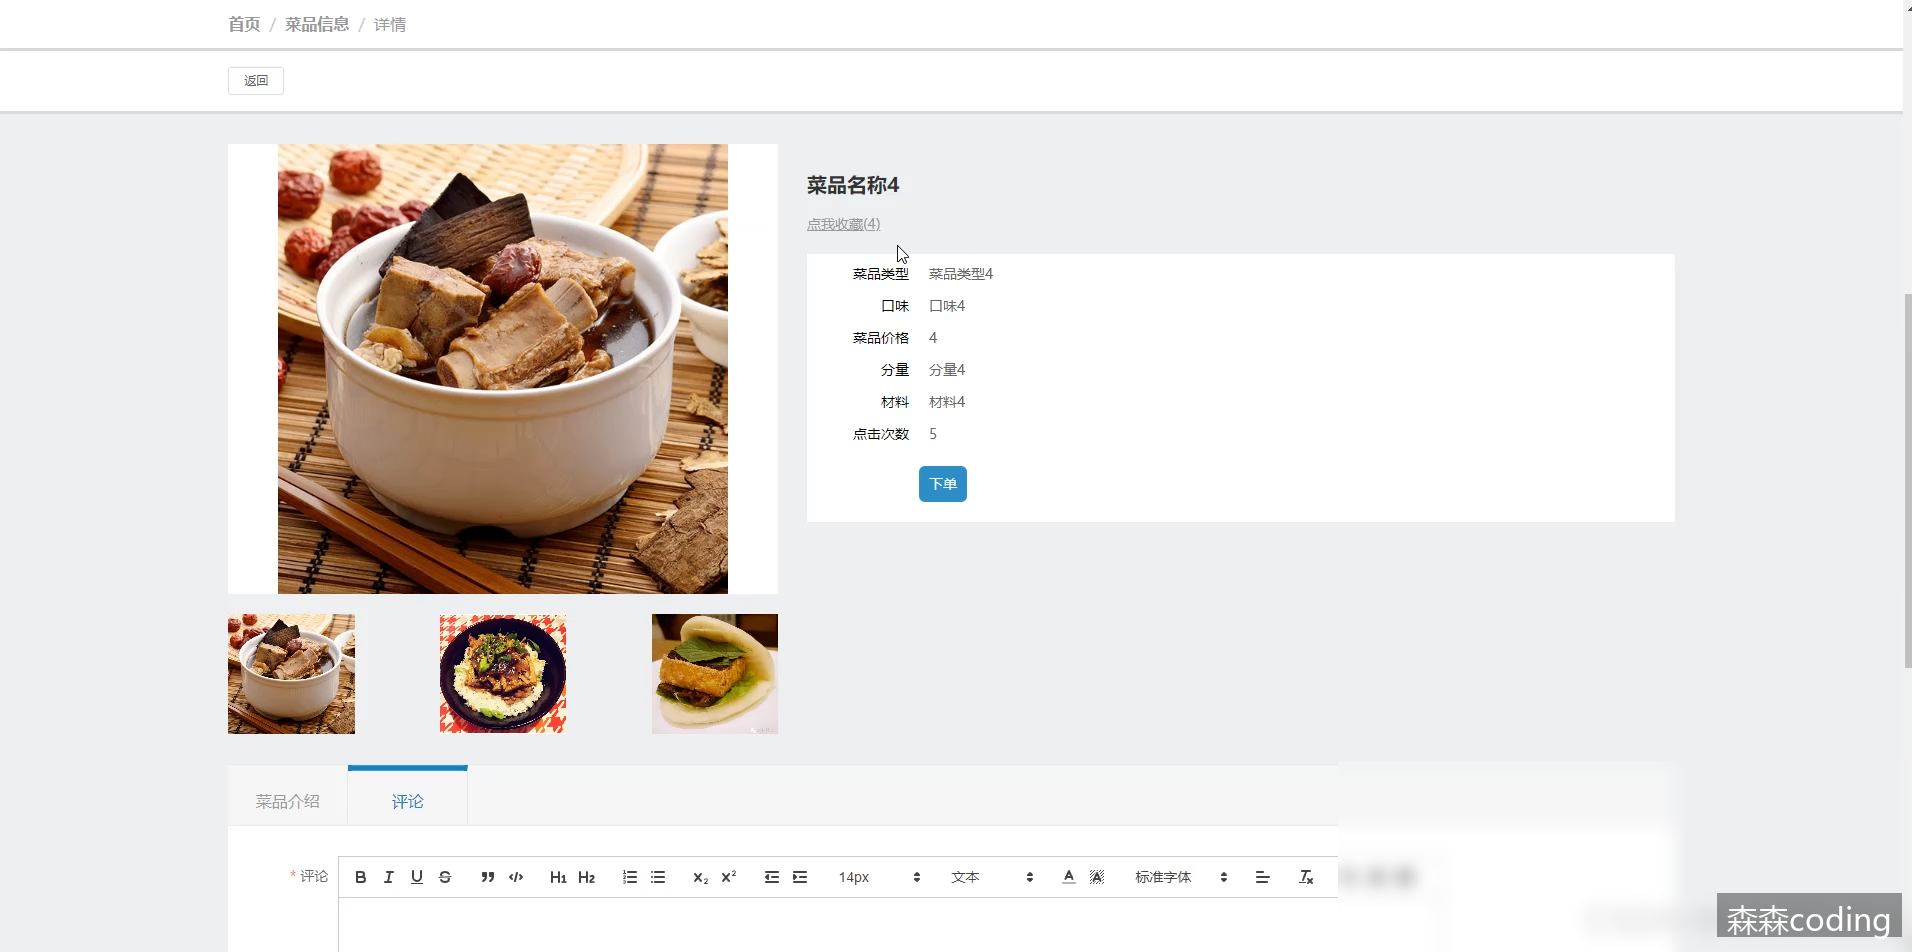 首页 / 菜品信息 / 详情
返回
菜品名称4
点我收藏(4)
菜品类型 菜品类型4
口味 口味4
菜品价格 4
分量 分量4
材料 材料4
点击次数 5
下单
菜品介绍 评论
* 评论 B I U S ” </> H1 H2 X₂ X² 14px 文本 A A 标准字体 Tx
森森coding